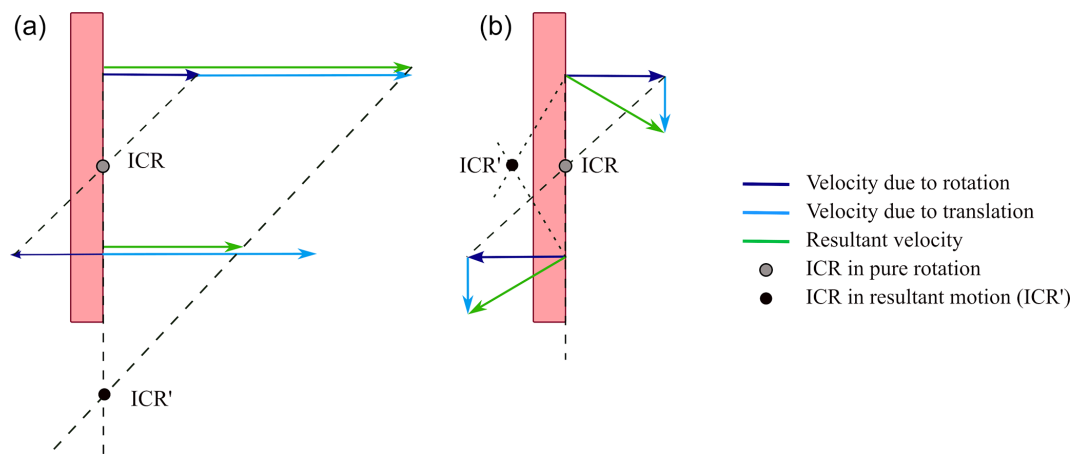 (a)
(b)
ICR
ICR'
ICR
ICR'
Velocity due to rotation
Velocity due to translation
Resultant velocity
ICR in pure rotation
ICR in resultant motion (ICR')